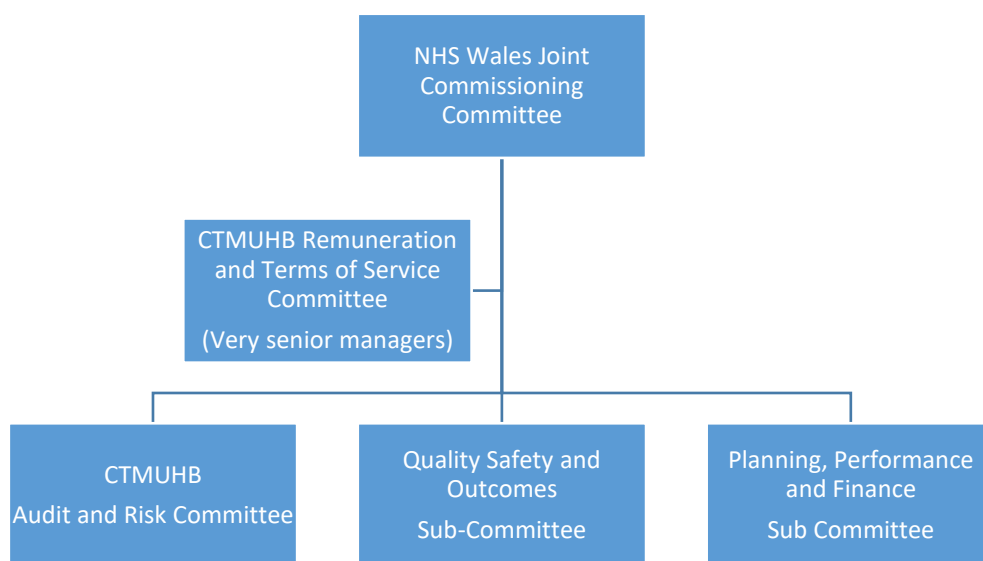 NHS Wales Joint
Commissioning
Committee
CTMUHB Remuneration
and Terms of Service
Committee
(Very senior managers)
CTMUHB
Audit and Risk Committee
Quality Safety and
Outcomes
Sub-Committee
Planning, Performance
and Finance
Sub Committee